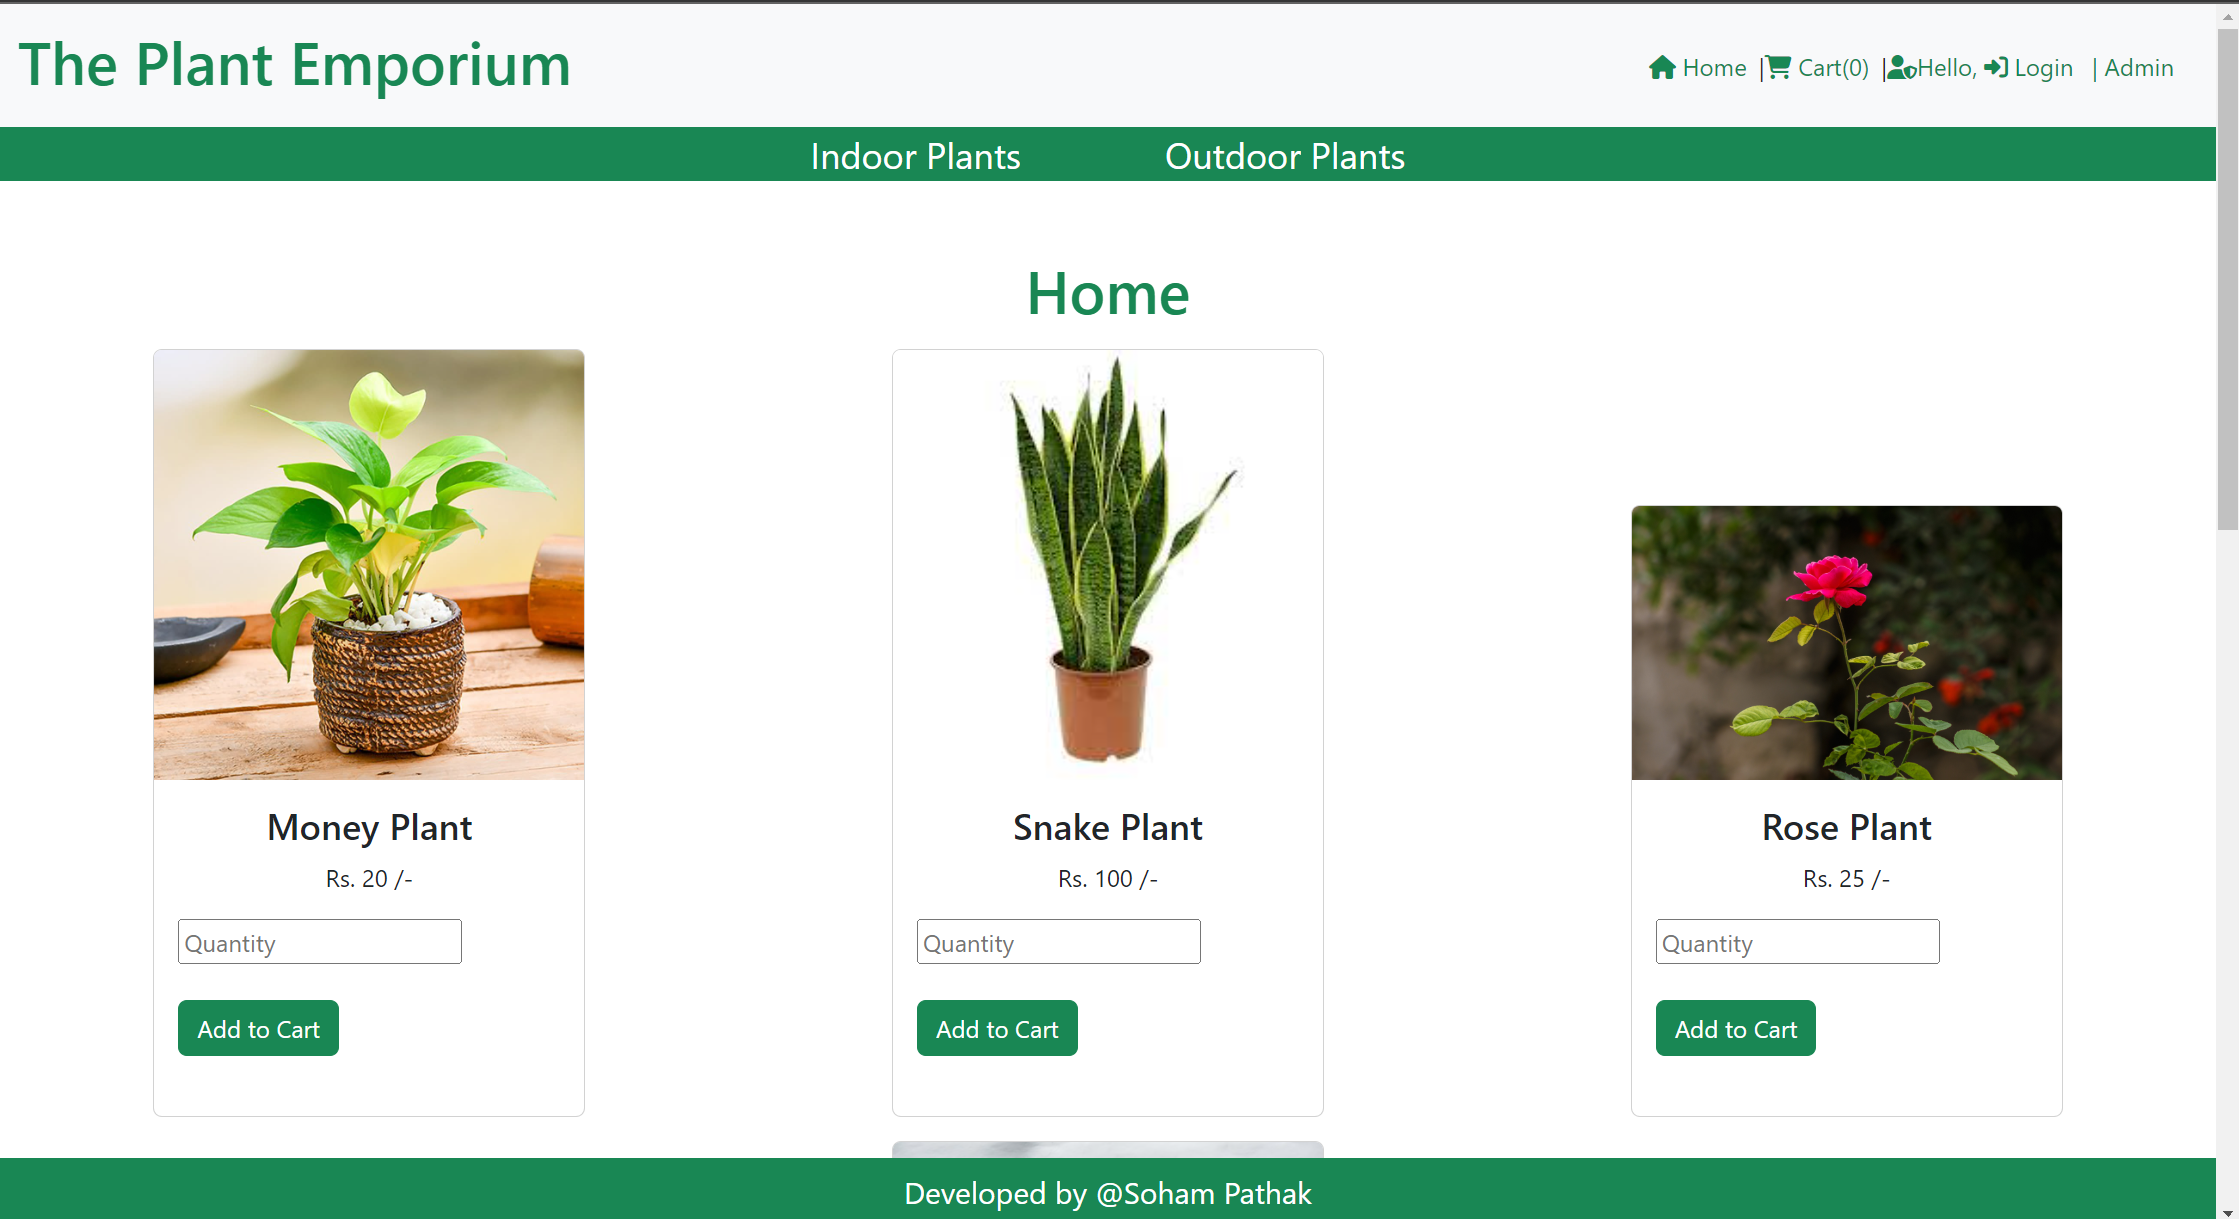 The Plant Emporium
Home | Cart(0) | Hello, Login | Admin
Indoor Plants Outdoor Plants
Home
Money Plant
Rs. 20 /-
Quantity
Add to Cart
Snake Plant
Rs. 100 /-
Quantity
Add to Cart
Rose Plant
Rs. 25 /-
Quantity
Add to Cart
Developed by @Soham Pathak